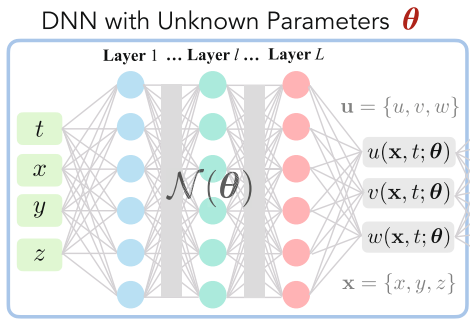 DNN with Unknown Parameters θ
Layer 1 ... Layer l ... Layer L
u = {u, v, w}
t
x
y
z
𝒩(θ)
u(x, t; θ)
v(x, t; θ)
w(x, t; θ)
x = {x, y, z}